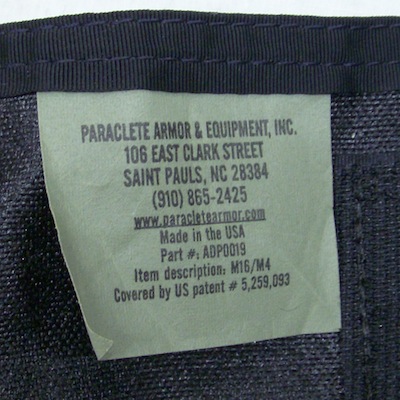 PARACLETE ARMOR & EQUIPMENT, INC.
106 EAST CLARK STREET
SAINT PAULS, NC 28384
(910) 865-2425
www.paracletearmor.com
Made in the USA
Part #: ADP0019
Item description: M16/M4
Covered by US patent # 5,259,093